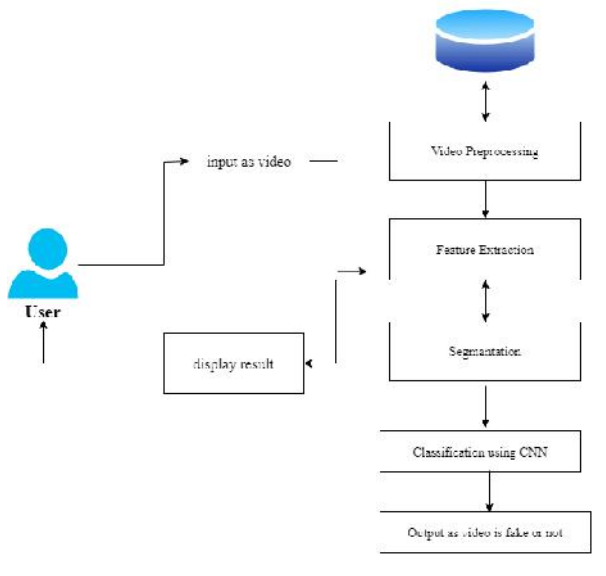 Video Preprocessing
input as video
Feature Extraction
User
Segmantation
display result
Classification using CNN
Output as video is fake or not